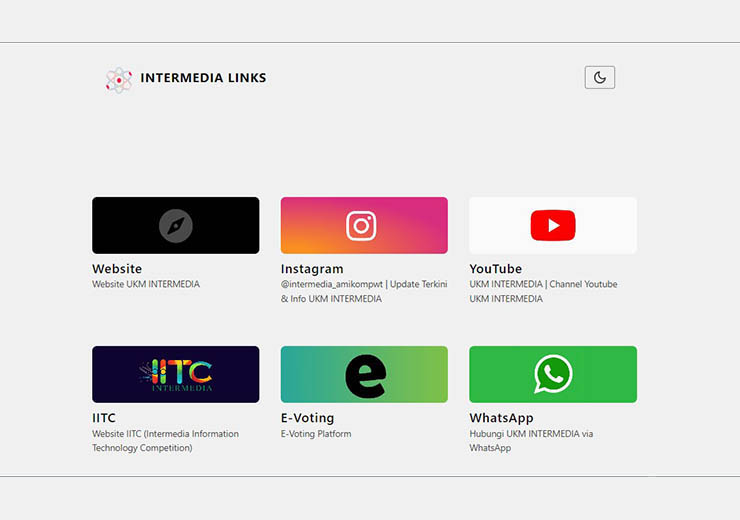 INTERMEDIA LINKS
Website
Website UKM INTERMEDIA
Instagram
@intermedia_amikompwt | Update Terkini
& Info UKM INTERMEDIA
YouTube
UKM INTERMEDIA | Channel Youtube
UKM INTERMEDIA
IITC
INTERMEDIA
IITC
Website IITC (Intermedia Information
Technology Competition)
e
E-Voting
E-Voting Platform
WhatsApp
Hubungi UKM INTERMEDIA via
WhatsApp